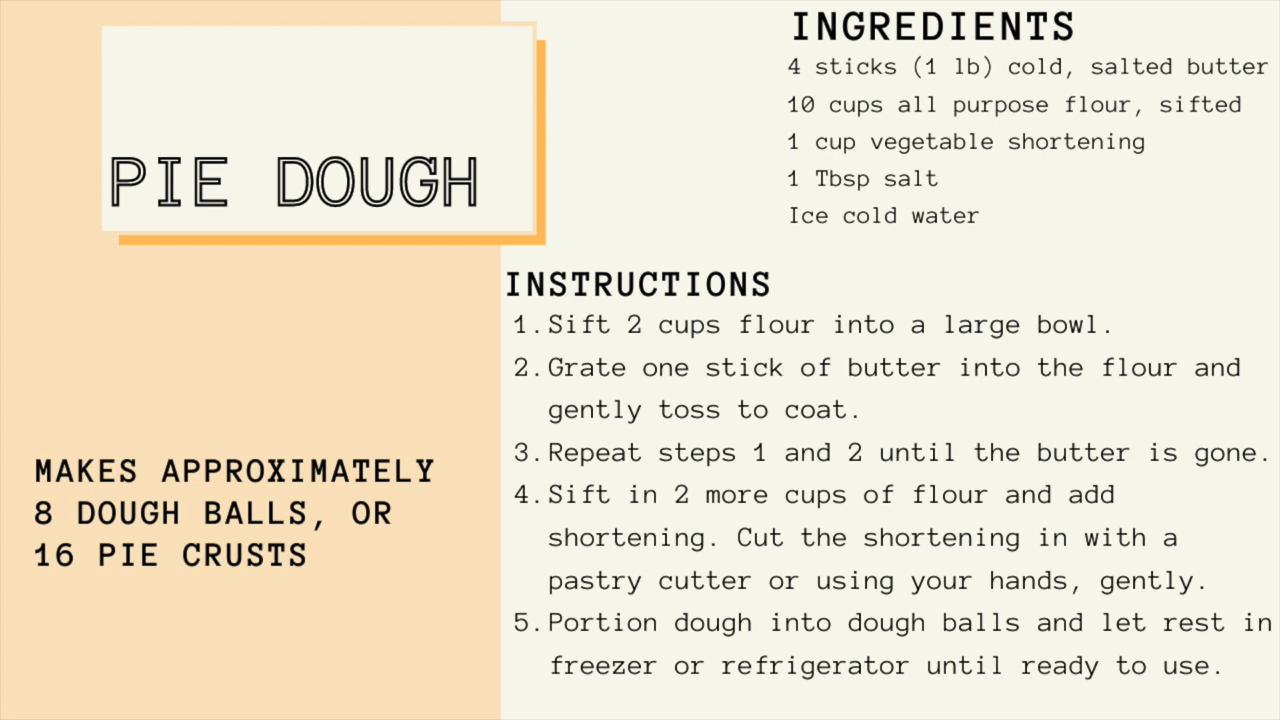 PIE DOUGH
MAKES APPROXIMATELY
8 DOUGH BALLS, OR
16 PIE CRUSTS
INGREDIENTS
4 sticks (1 lb) cold, salted butter
10 cups all purpose flour, sifted
1 cup vegetable shortening
1 Tbsp salt
Ice cold water
INSTRUCTIONS
1. Sift 2 cups flour into a large bowl.
2. Grate one stick of butter into the flour and
gently toss to coat.
3. Repeat steps 1 and 2 until the butter is gone.
4. Sift in 2 more cups of flour and add
shortening. Cut the shortening in with a
pastry cutter or using your hands, gently.
5. Portion dough into dough balls and let rest in
freezer or refrigerator until ready to use.